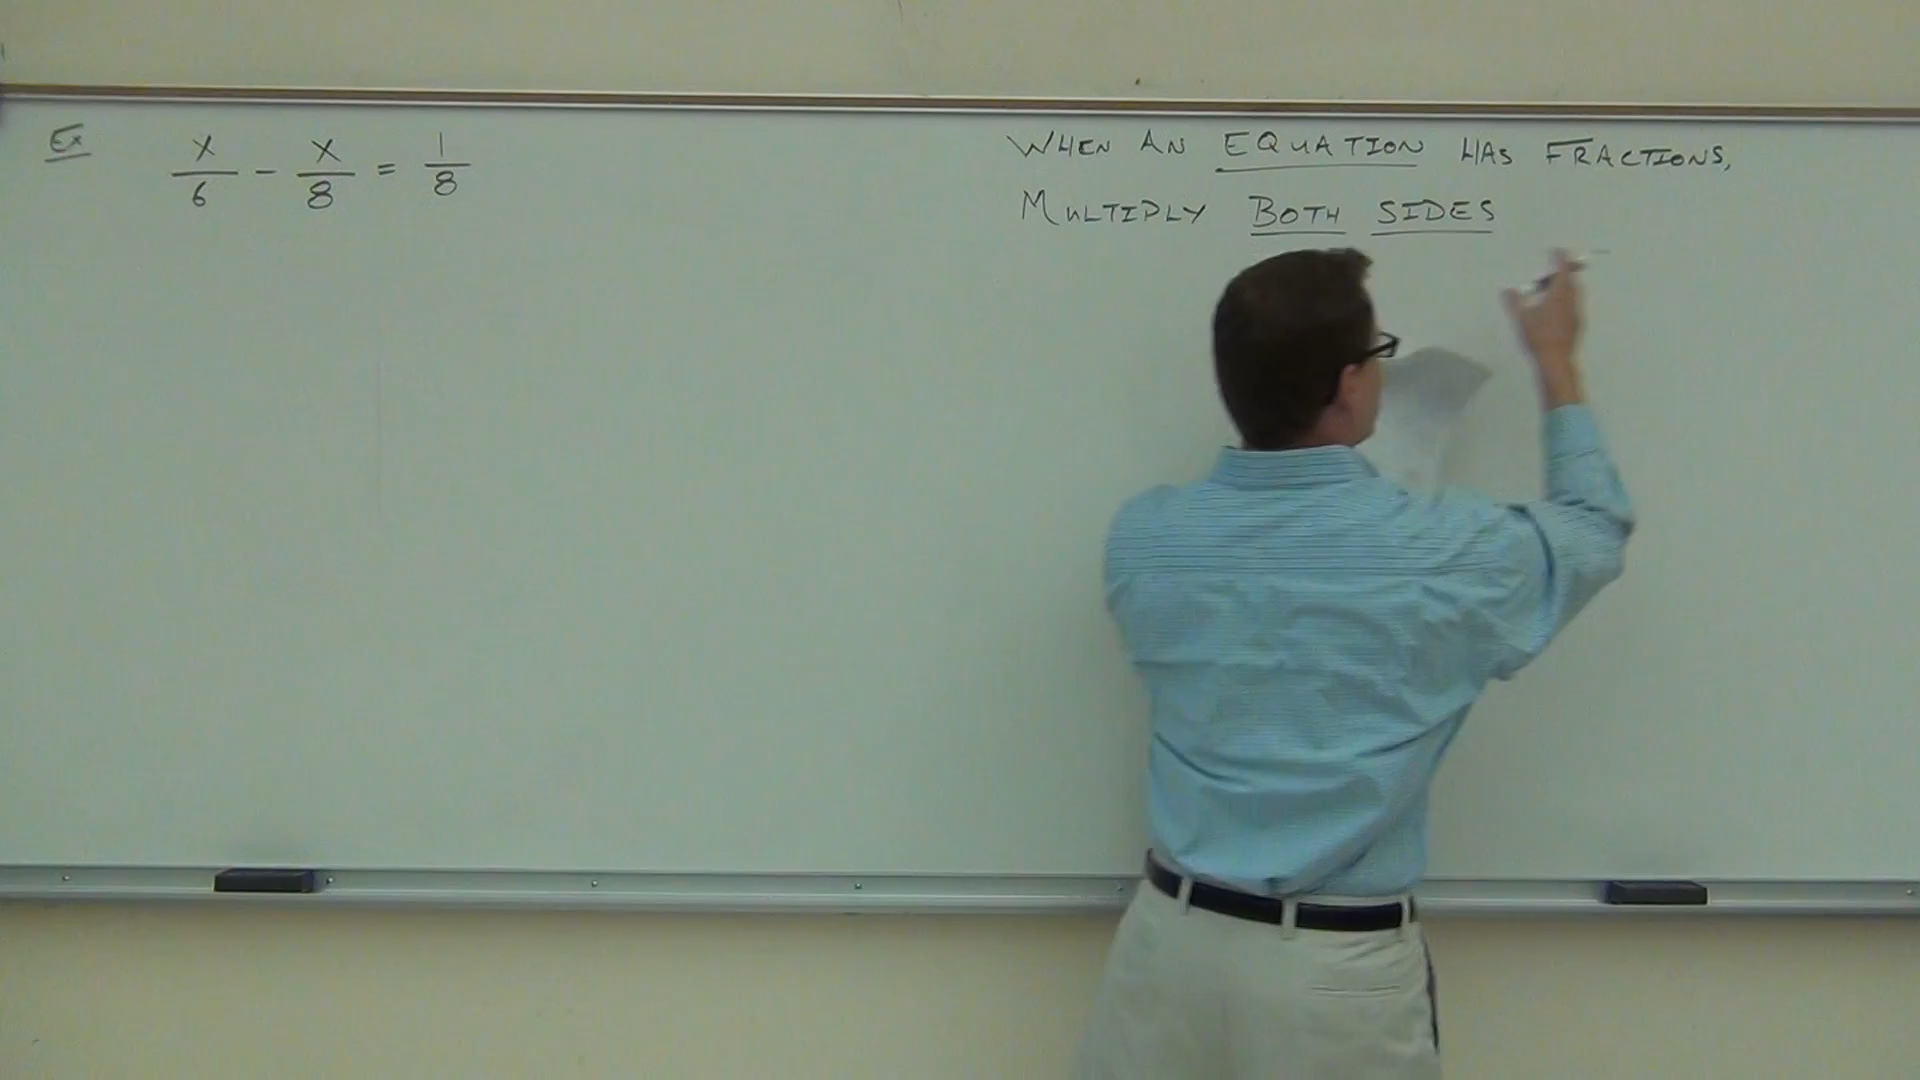 Ex x/6 - x/8 = 1/8
WHEN AN EQUATION HAS FRACTIONS,
MULTIPLY BOTH SIDES